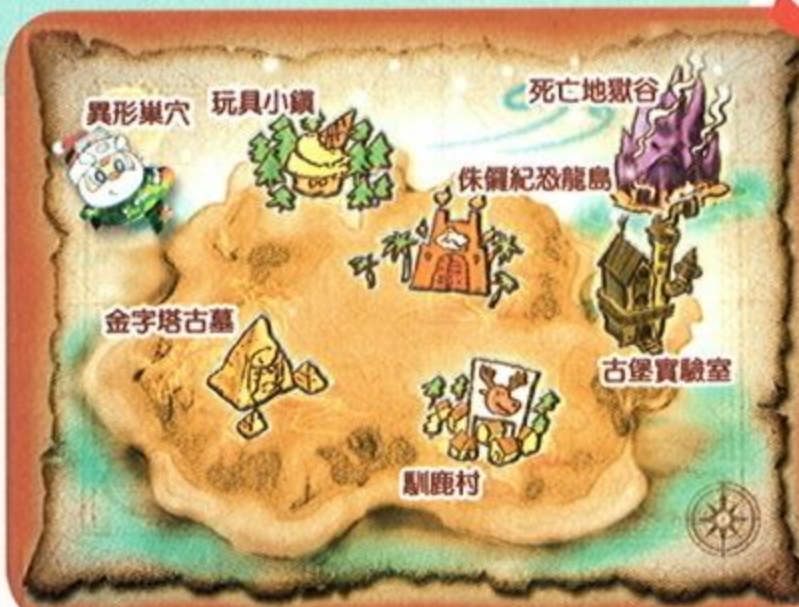 異形巢穴
玩具小鎮
死亡地獄谷
侏儸紀恐龍島
金字塔古墓
古堡實驗室
馴鹿村